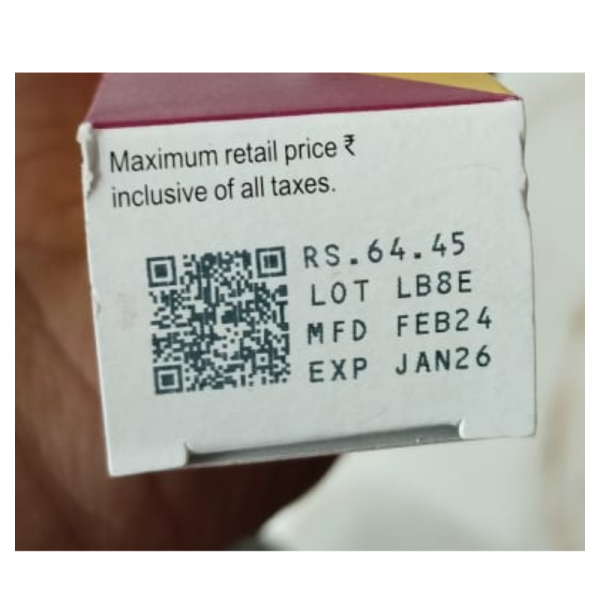 Maximum retail price ₹
inclusive of all taxes.
RS.64.45
LOT LB8E
MFD FEB24
EXP JAN26